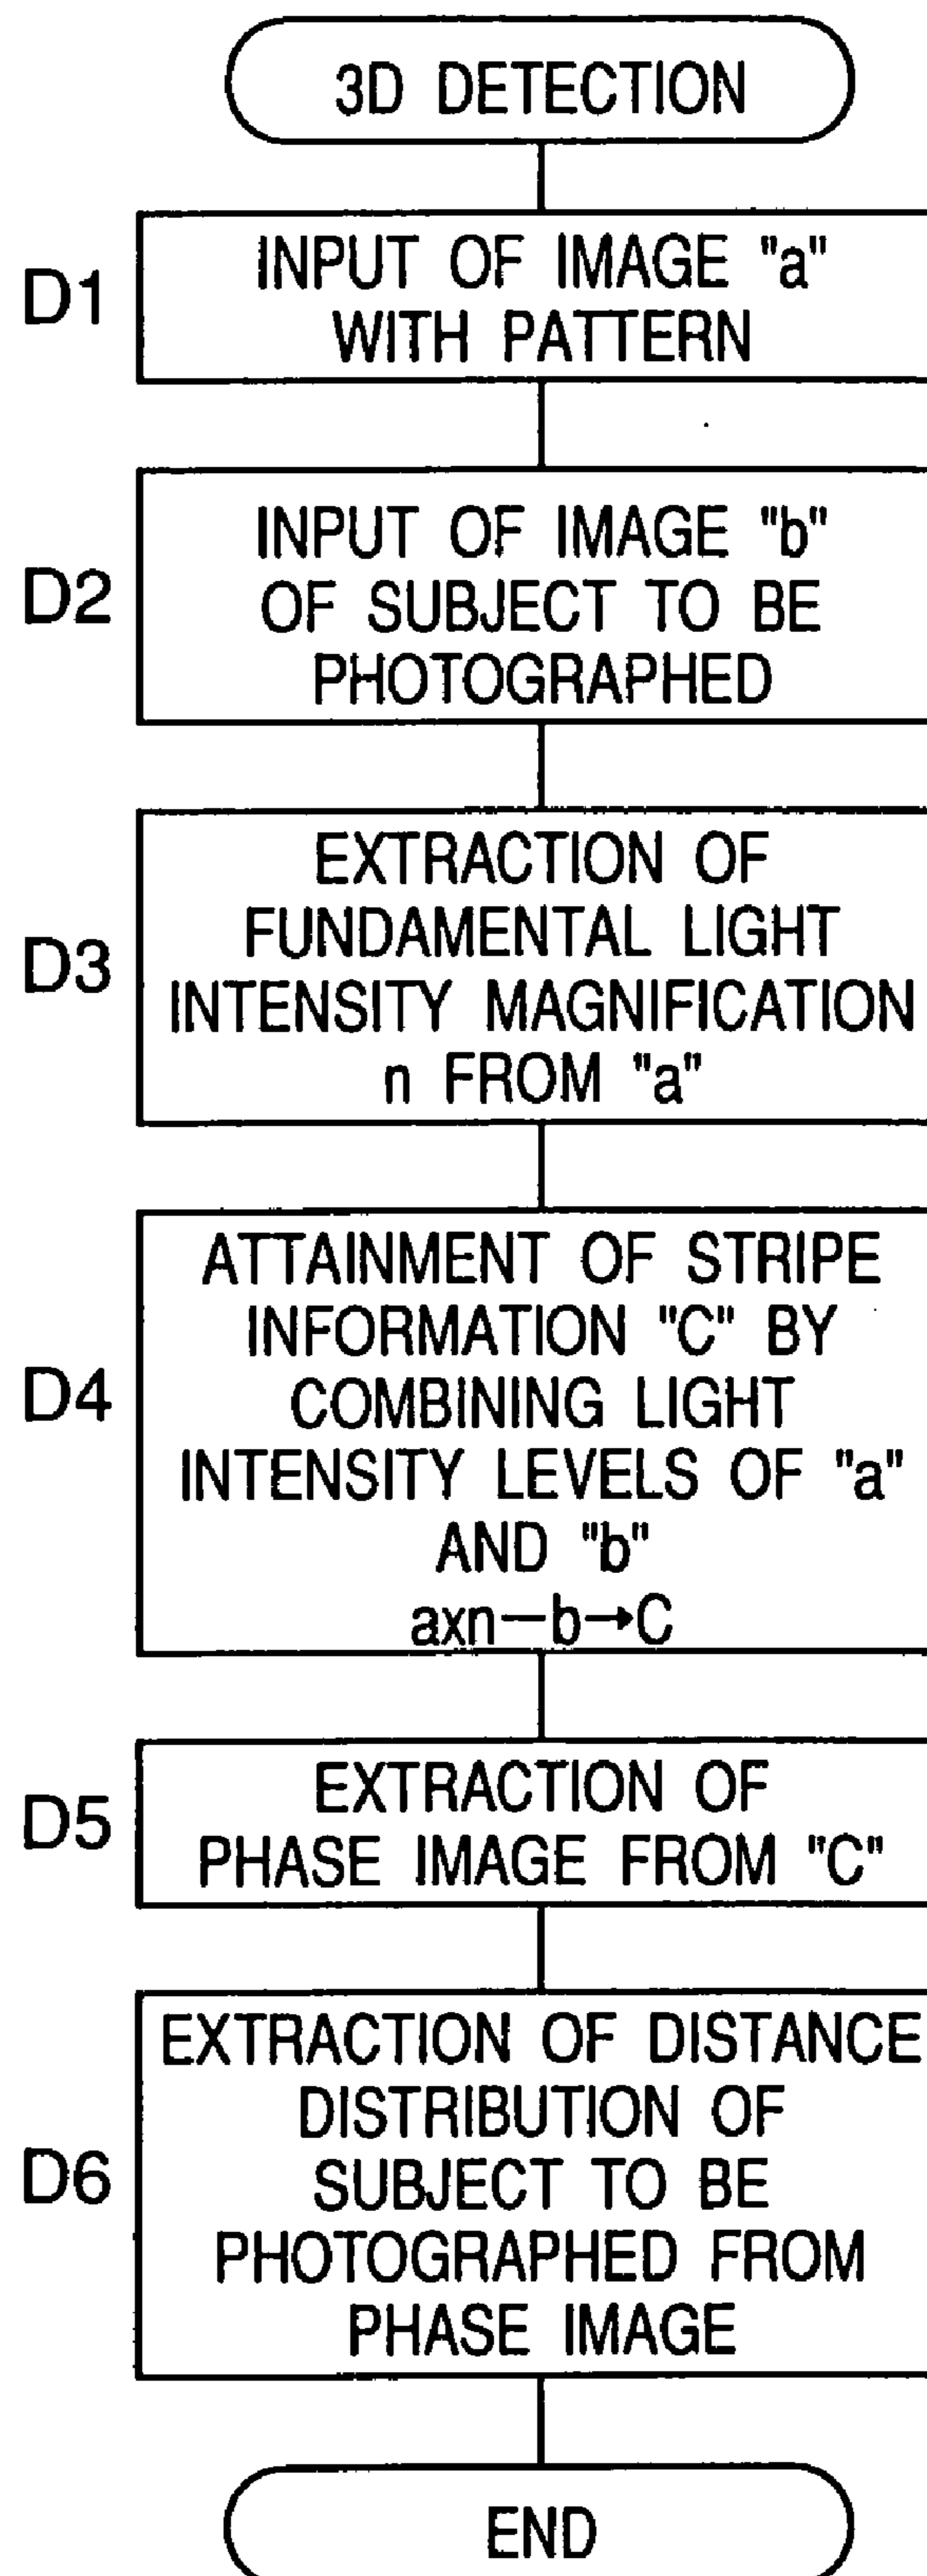 3D DETECTION
D1
INPUT OF IMAGE "a"
WITH PATTERN
D2
INPUT OF IMAGE "b"
OF SUBJECT TO BE
PHOTOGRAPHED
D3
EXTRACTION OF
FUNDAMENTAL LIGHT
INTENSITY MAGNIFICATION
n FROM "a"
D4
ATTAINMENT OF STRIPE
INFORMATION "C" BY
COMBINING LIGHT
INTENSITY LEVELS OF "a"
AND "b"
axn—b→C
D5
EXTRACTION OF
PHASE IMAGE FROM "C"
D6
EXTRACTION OF DISTANCE
DISTRIBUTION OF
SUBJECT TO BE
PHOTOGRAPHED FROM
PHASE IMAGE
END